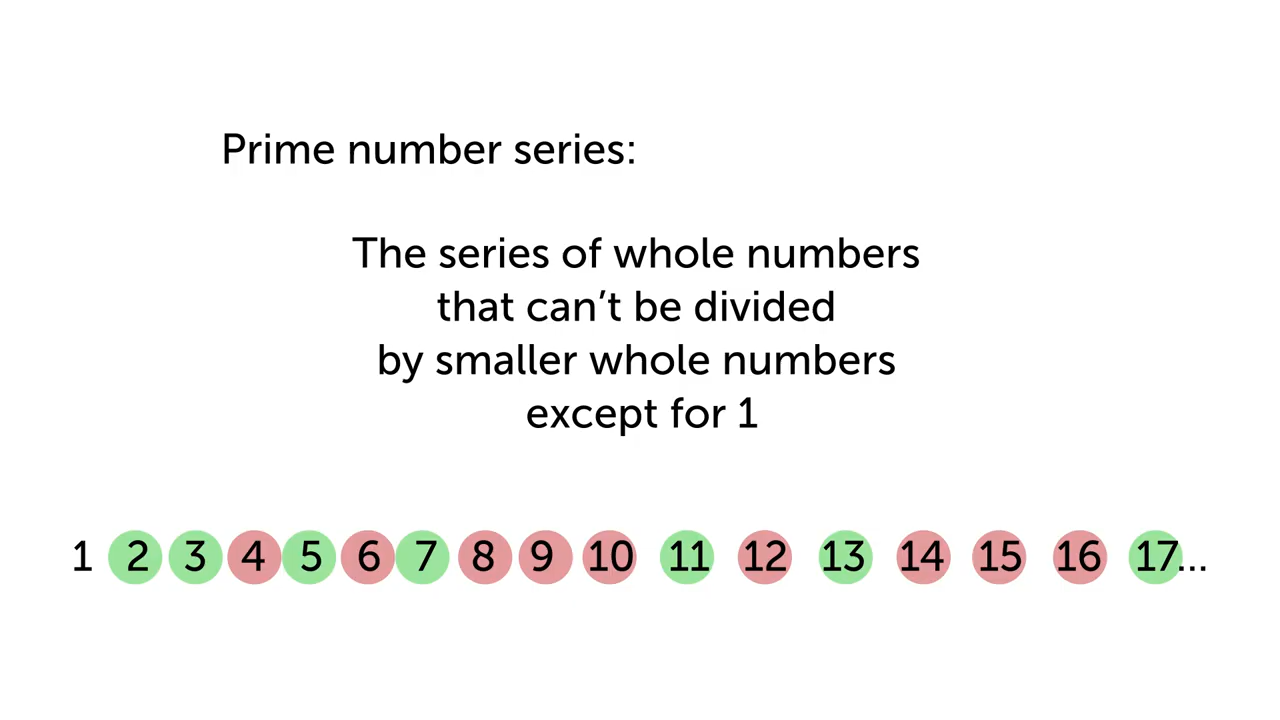 Prime number series:
The series of whole numbers
that can’t be divided
by smaller whole numbers
except for 1
1 2 3 4 5 6 7 8 9 10 11 12 13 14 15 16 17...